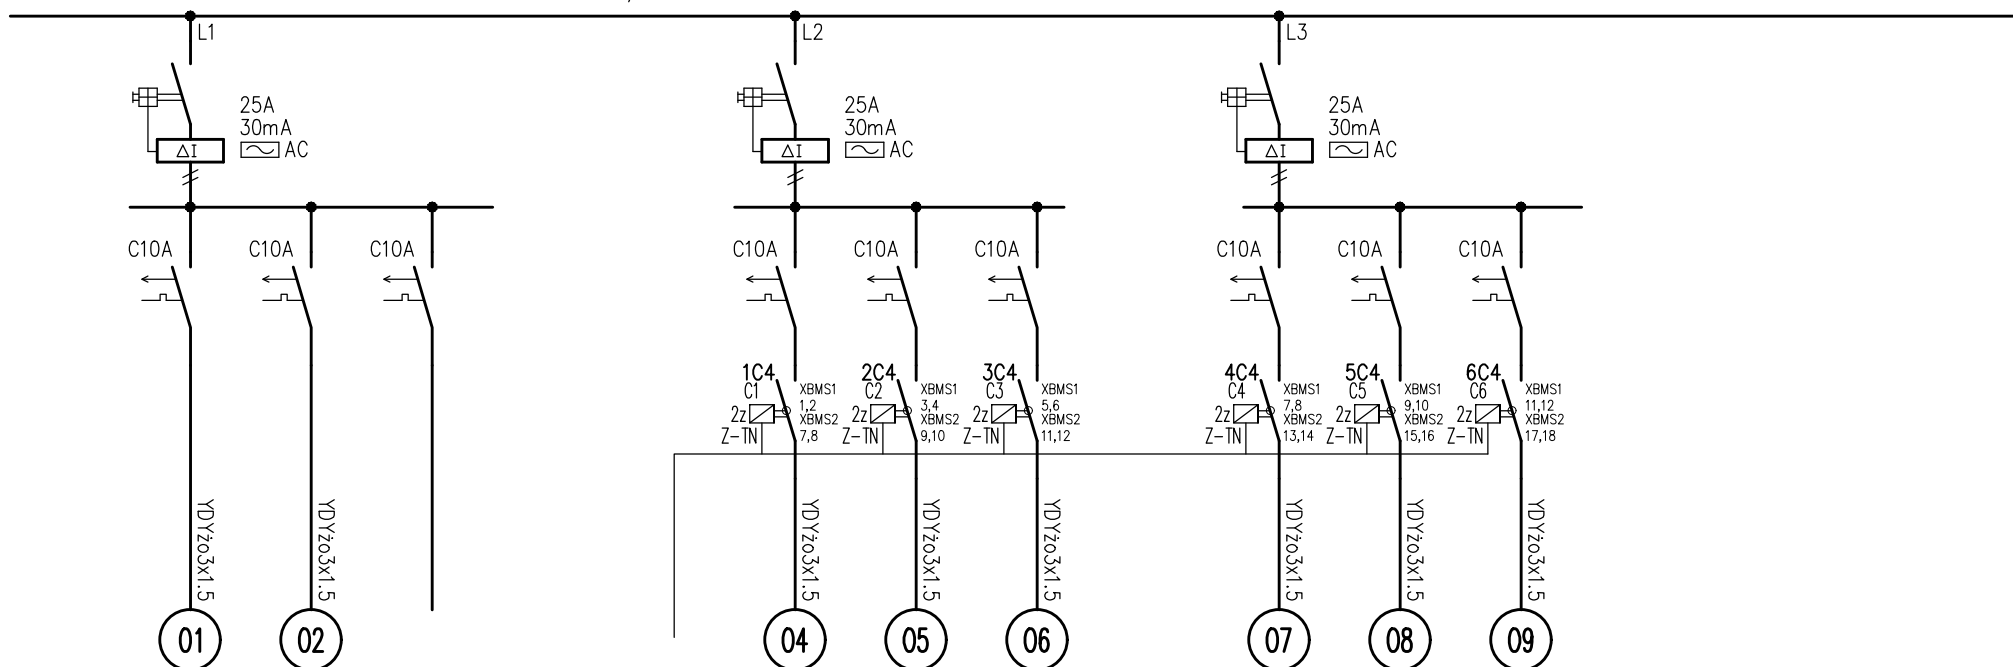 L1
L2
L3
25A
30mA
ΔI
AC
25A
30mA
ΔI
AC
25A
30mA
ΔI
AC
C10A
C10A
C10A
C10A
C10A
C10A
C10A
C10A
C10A
1C4
C1
2z
Z-TN
XBMS1
1,2
XBMS2
7,8
2C4
C2
2z
Z-TN
XBMS1
3,4
XBMS2
9,10
3C4
C3
2z
Z-TN
XBMS1
5,6
XBMS2
11,12
4C4
C4
2z
Z-TN
XBMS1
7,8
XBMS2
13,14
5C4
C5
2z
Z-TN
XBMS1
9,10
XBMS2
15,16
6C4
C6
2z
Z-TN
XBMS1
11,12
XBMS2
17,18
YDYżo3x1.5
YDYżo3x1.5
YDYżo3x1.5
YDYżo3x1.5
YDYżo3x1.5
YDYżo3x1.5
YDYżo3x1.5
YDYżo3x1.5
01
02
04
05
06
07
08
09